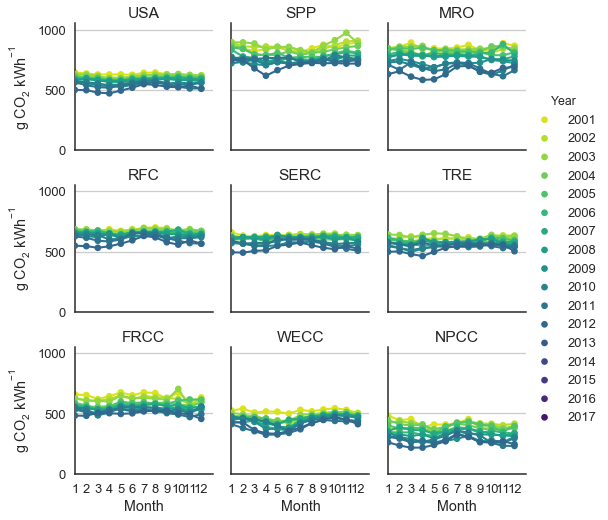 USA SPP MRO
1000
500
0
g CO₂ kWh⁻¹
RFC SERC TRE
1000
500
0
g CO₂ kWh⁻¹
FRCC WECC NPCC
1000
500
0
g CO₂ kWh⁻¹
1 2 3 4 5 6 7 8 9 10 11 12 1 2 3 4 5 6 7 8 9 10 11 12 1 2 3 4 5 6 7 8 9 10 11 12
Month Month Month
Year
2001
2002
2003
2004
2005
2006
2007
2008
2009
2010
2011
2012
2013
2014
2015
2016
2017